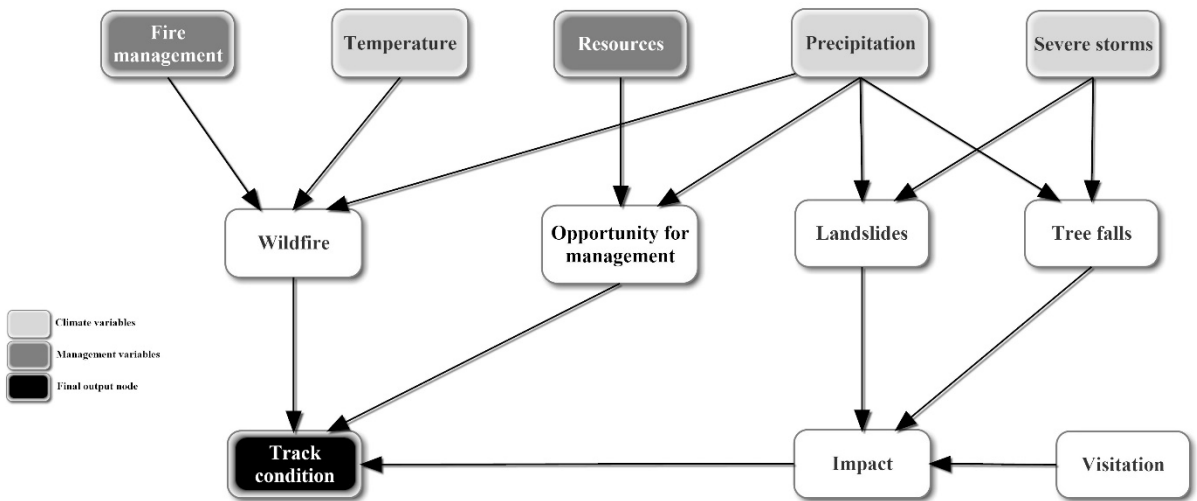 Fire
management
Temperature
Resources
Precipitation
Severe storms
Wildfire
Opportunity for
management
Landslides
Tree falls
Climate variables
Management variables
Final output node
Track
condition
Impact
Visitation